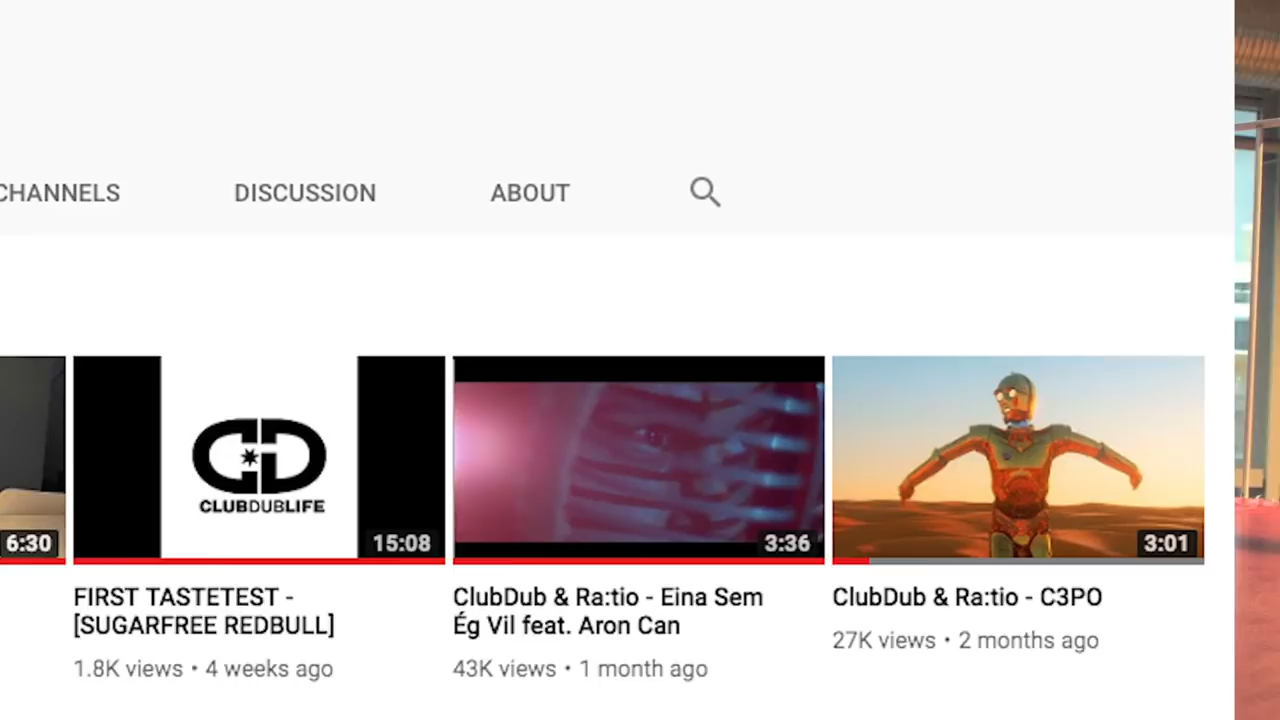 CHANNELS
DISCUSSION
ABOUT
6:30
CLUBDUBLIFE
15:08
3:36
3:01
FIRST TASTETEST -
[SUGARFREE REDBULL]
1.8K views • 4 weeks ago
ClubDub & Ra:tio - Eina Sem
Ég Vil feat. Aron Can
43K views • 1 month ago
ClubDub & Ra:tio - C3PO
27K views • 2 months ago